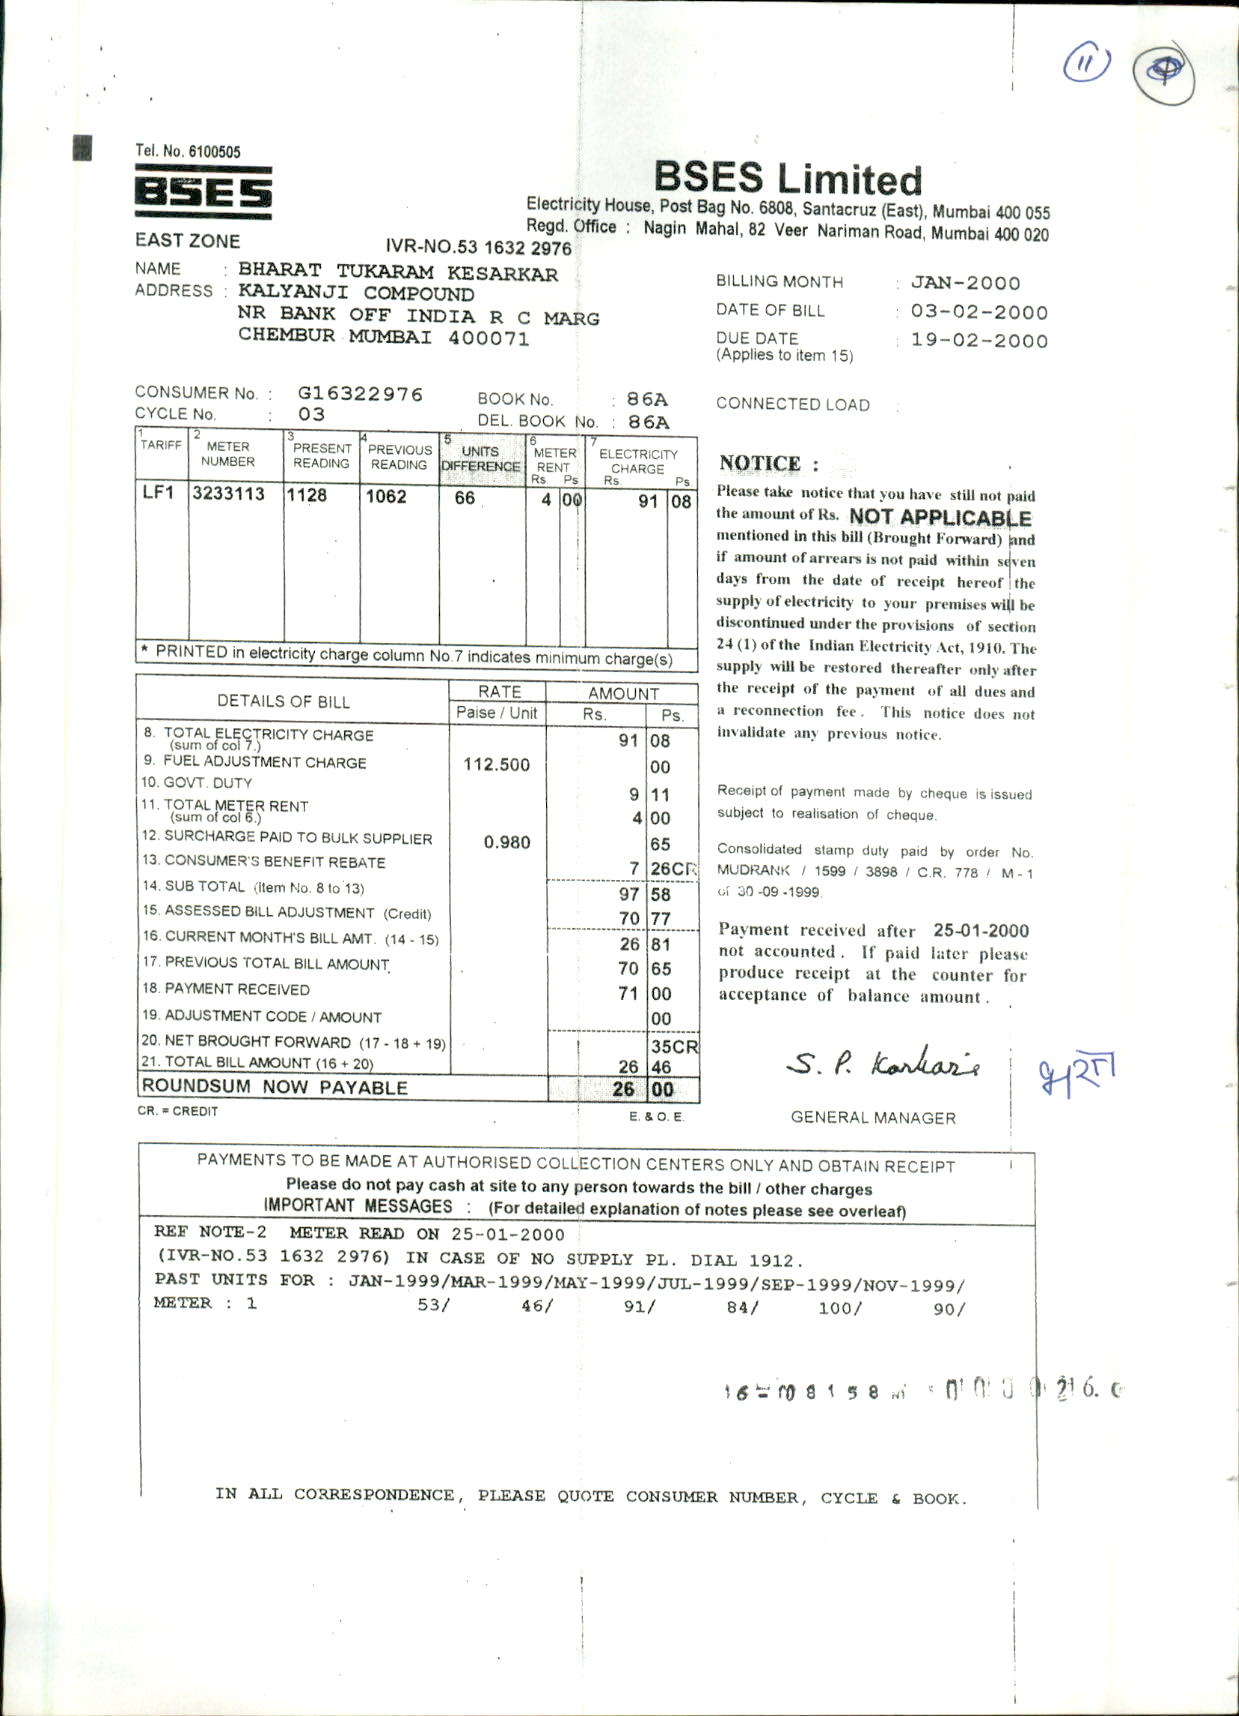 11
Tel. No. 6100505
BSES
BSES Limited
Electricity House, Post Bag No. 6808, Santacruz (East), Mumbai 400 055
Regd. Office : Nagin Mahal, 82 Veer Nariman Road, Mumbai 400 020
EAST ZONE IVR-NO.53 1632 2976
NAME : BHARAT TUKARAM KESARKAR
ADDRESS : KALYANJI COMPOUND
NR BANK OFF INDIA R C MARG
CHEMBUR MUMBAI 400071
BILLING MONTH : JAN-2000
DATE OF BILL : 03-02-2000
DUE DATE : 19-02-2000
(Applies to item 15)
CONSUMER No. : G16322976 BOOK No. : 86A
CYCLE No. : 03 DEL. BOOK No. : 86A
CONNECTED LOAD :
1 TARIFF 2 METER NUMBER 3 PRESENT READING 4 PREVIOUS READING 5 UNITS DIFFERENCE 6 METER RENT Rs Ps 7 ELECTRICITY CHARGE Rs Ps
LF1 3233113 1128 1062 66 4 00 91 08
* PRINTED in electricity charge column No.7 indicates minimum charge(s)
NOTICE :
Please take notice that you have still not paid
the amount of Rs. NOT APPLICABLE
mentioned in this bill (Brought Forward) and
if amount of arrears is not paid within seven
days from the date of receipt hereof the
supply of electricity to your premises will be
discontinued under the provisions of section
24 (1) of the Indian Electricity Act, 1910. The
supply will be restored thereafter only after
the receipt of the payment of all dues and
a reconnection fee. This notice does not
invalidate any previous notice.
DETAILS OF BILL RATE AMOUNT
Paise / Unit Rs. Ps.
8. TOTAL ELECTRICITY CHARGE 91 08
(sum of col 7.)
9. FUEL ADJUSTMENT CHARGE 112.500 00
10. GOVT. DUTY 9 11
11. TOTAL METER RENT 4 00
(sum of col 6.)
12. SURCHARGE PAID TO BULK SUPPLIER 0.980 65
13. CONSUMER'S BENEFIT REBATE 7 26CR
14. SUB TOTAL (Item No. 8 to 13) 97 58
15. ASSESSED BILL ADJUSTMENT (Credit) 70 77
16. CURRENT MONTH'S BILL AMT. (14 - 15) 26 81
17. PREVIOUS TOTAL BILL AMOUNT 70 65
18. PAYMENT RECEIVED 71 00
19. ADJUSTMENT CODE / AMOUNT 00
20. NET BROUGHT FORWARD (17 - 18 + 19) 35CR
21. TOTAL BILL AMOUNT (16 + 20) 26 46
ROUNDSUM NOW PAYABLE 26 00
CR. = CREDIT E. & O. E.
Receipt of payment made by cheque is issued
subject to realisation of cheque.
Consolidated stamp duty paid by order No.
MUDRANK / 1599 / 3898 / C.R. 778 / M-1
of 30-09-1999.
Payment received after 25-01-2000
not accounted. If paid later please
produce receipt at the counter for
acceptance of balance amount.
S. P.
GENERAL MANAGER
PAYMENTS TO BE MADE AT AUTHORISED COLLECTION CENTERS ONLY AND OBTAIN RECEIPT
Please do not pay cash at site to any person towards the bill / other charges
IMPORTANT MESSAGES : (For detailed explanation of notes please see overleaf)
REF NOTE-2 METER READ ON 25-01-2000
(IVR-NO.53 1632 2976) IN CASE OF NO SUPPLY PL. DIAL 1912.
PAST UNITS FOR : JAN-1999/MAR-1999/MAY-1999/JUL-1999/SEP-1999/NOV-1999/
METER : 1 53/ 46/ 91/ 84/ 100/ 90/
IN ALL CORRESPONDENCE, PLEASE QUOTE CONSUMER NUMBER, CYCLE & BOOK.